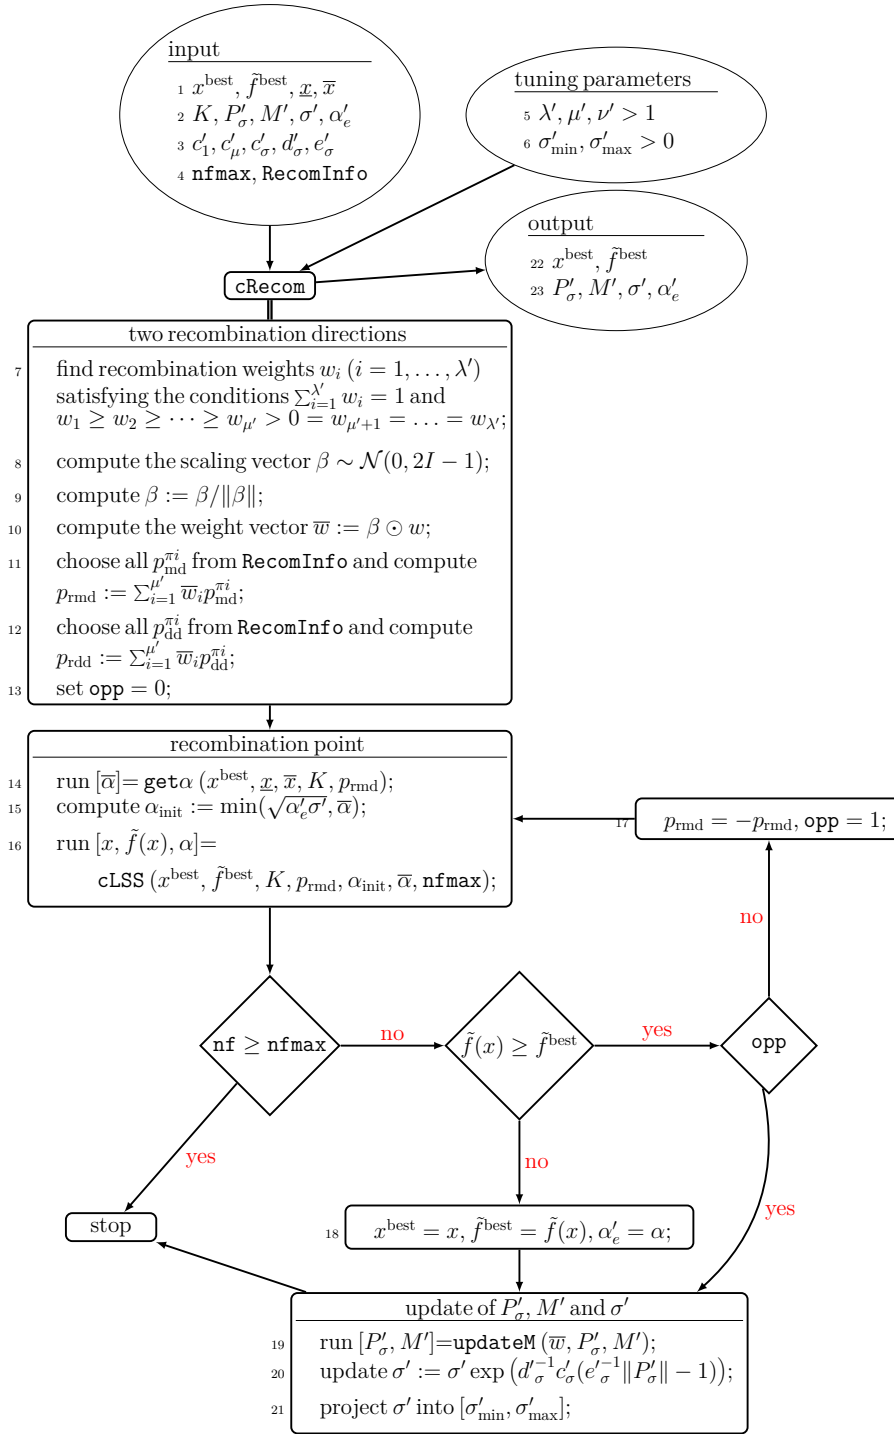 input
1 x^best, f̃^best, x̲, x̅
2 K, P′_σ, M′, σ′, α′_e
3 c′_1, c′_μ, c′_σ, d′_σ, e′_σ
4 nfmax, RecomInfo
tuning parameters
5 λ′, μ′, ν′ > 1
6 σ′_min, σ′_max > 0
output
22 x^best, f̃^best
23 P′_σ, M′, σ′, α′_e
cRecom
two recombination directions
7 find recombination weights w_i (i = 1, …, λ′)
satisfying the conditions ∑_{i=1}^{λ′} w_i = 1 and
w_1 ≥ w_2 ≥ ⋯ ≥ w_{μ′} > 0 = w_{μ′+1} = … = w_{λ′};
8 compute the scaling vector β ∼ 𝒩(0, 2I − 1);
9 compute β := β/‖β‖;
10 compute the weight vector w̅ := β ⊙ w;
11 choose all p_md^{πi} from RecomInfo and compute
p_rmd := ∑_{i=1}^{μ′} w̅_i p_md^{πi};
12 choose all p_dd^{πi} from RecomInfo and compute
p_rdd := ∑_{i=1}^{μ′} w̅_i p_dd^{πi};
13 set opp = 0;
recombination point
14 run [α̅]= getα (x^best, x̲, x̅, K, p_rmd);
15 compute α_init := min(√(α′_e σ′), α̅);
16 run [x, f̃(x), α]=
cLSS (x^best, f̃^best, K, p_rmd, α_init, α̅, nfmax);
17 p_rmd = −p_rmd, opp = 1;
no
nf ≥ nfmax
no
f̃(x) ≥ f̃^best
yes
opp
yes
no
yes
stop
18 x^best = x, f̃^best = f̃(x), α′_e = α;
update of P′_σ, M′ and σ′
19 run [P′_σ, M′]=updateM (w̅, P′_σ, M′);
20 update σ′ := σ′ exp (d′_σ^{−1} c′_σ(e′_σ^{−1}‖P′_σ‖ − 1));
21 project σ′ into [σ′_min, σ′_max];